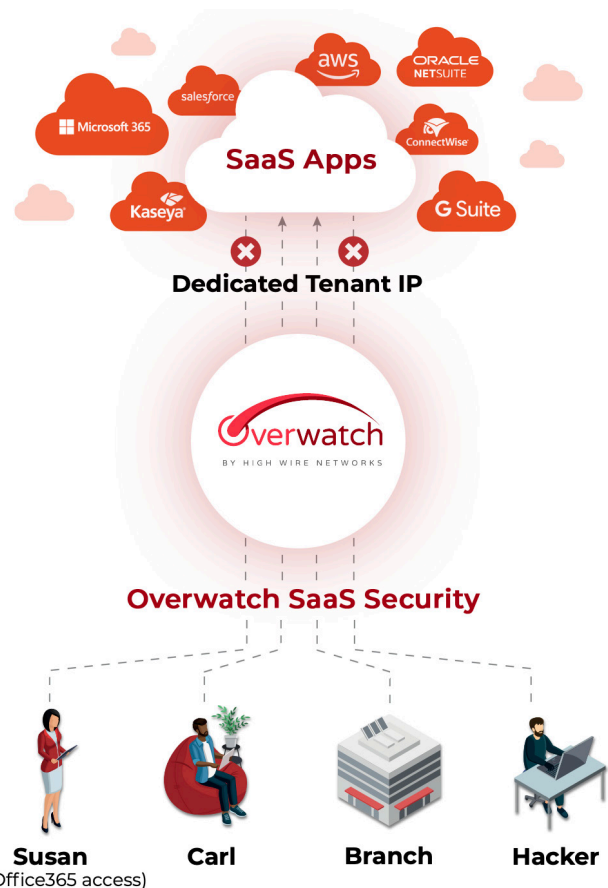 aws
ORACLE
NETSUITE
salesforce
Microsoft 365
SaaS Apps
ConnectWise
Kaseya
G Suite
Dedicated Tenant IP
Overwatch
BY HIGH WIRE NETWORKS
Overwatch SaaS Security
Susan
Carl
Branch
Hacker
Office365 access)